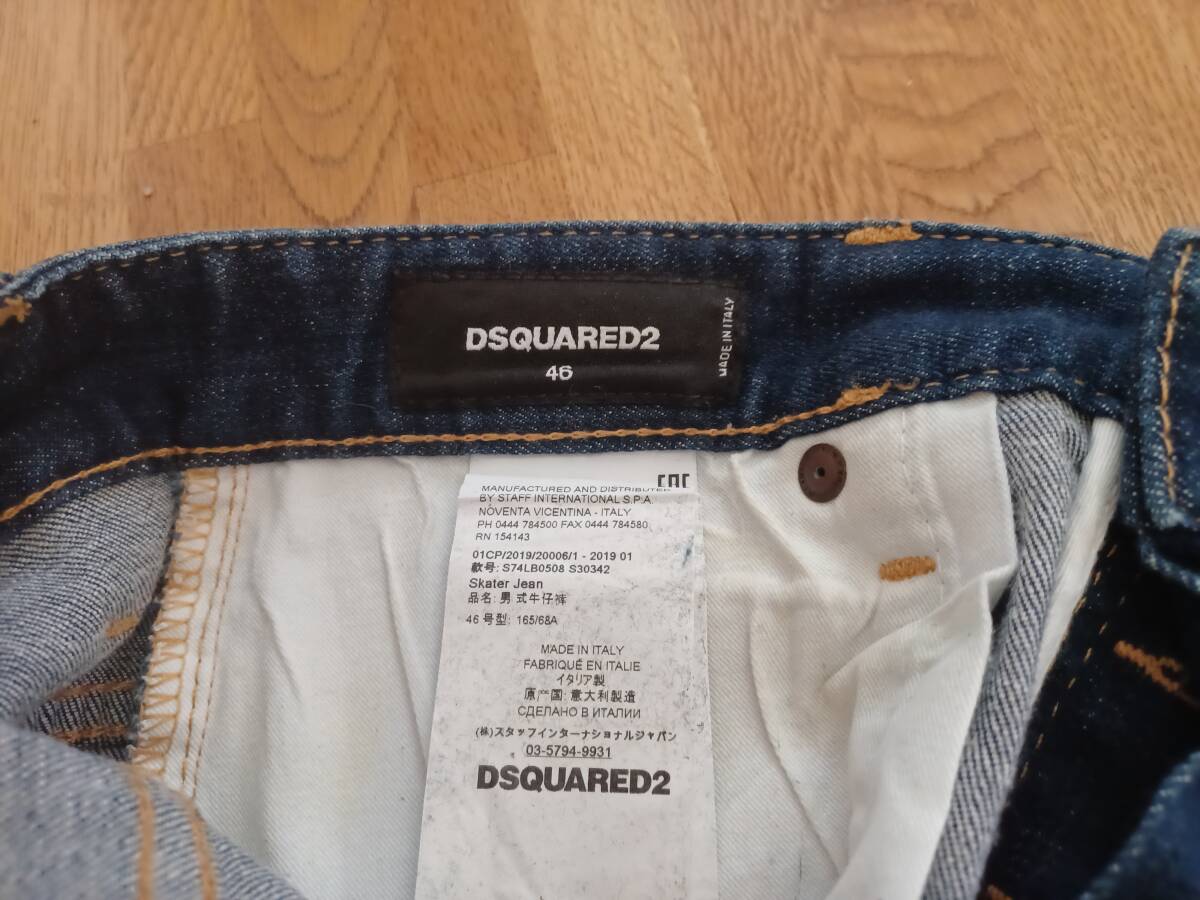 DSQUARED2
46
MADE IN ITALY
EAC
MANUFACTURED AND DISTRIBUTED
BY STAFF INTERNATIONAL S.P.A.
NOVENTA VICENTINA - ITALY
PH 0444 784500 FAX 0444 784580
RN 154143
01CP/2019/20006/1 - 2019 01
款号: S74LB0508 S30342
Skater Jean
品名: 男式牛仔裤
46 号型: 165/68A
MADE IN ITALY
FABRIQUÉ EN ITALIE
イタリア製
原产国: 意大利製造
СДЕЛАНО В ИТАЛИИ
(株)スタッフインターナショナルジャパン
03-5794-9931
DSQUARED2